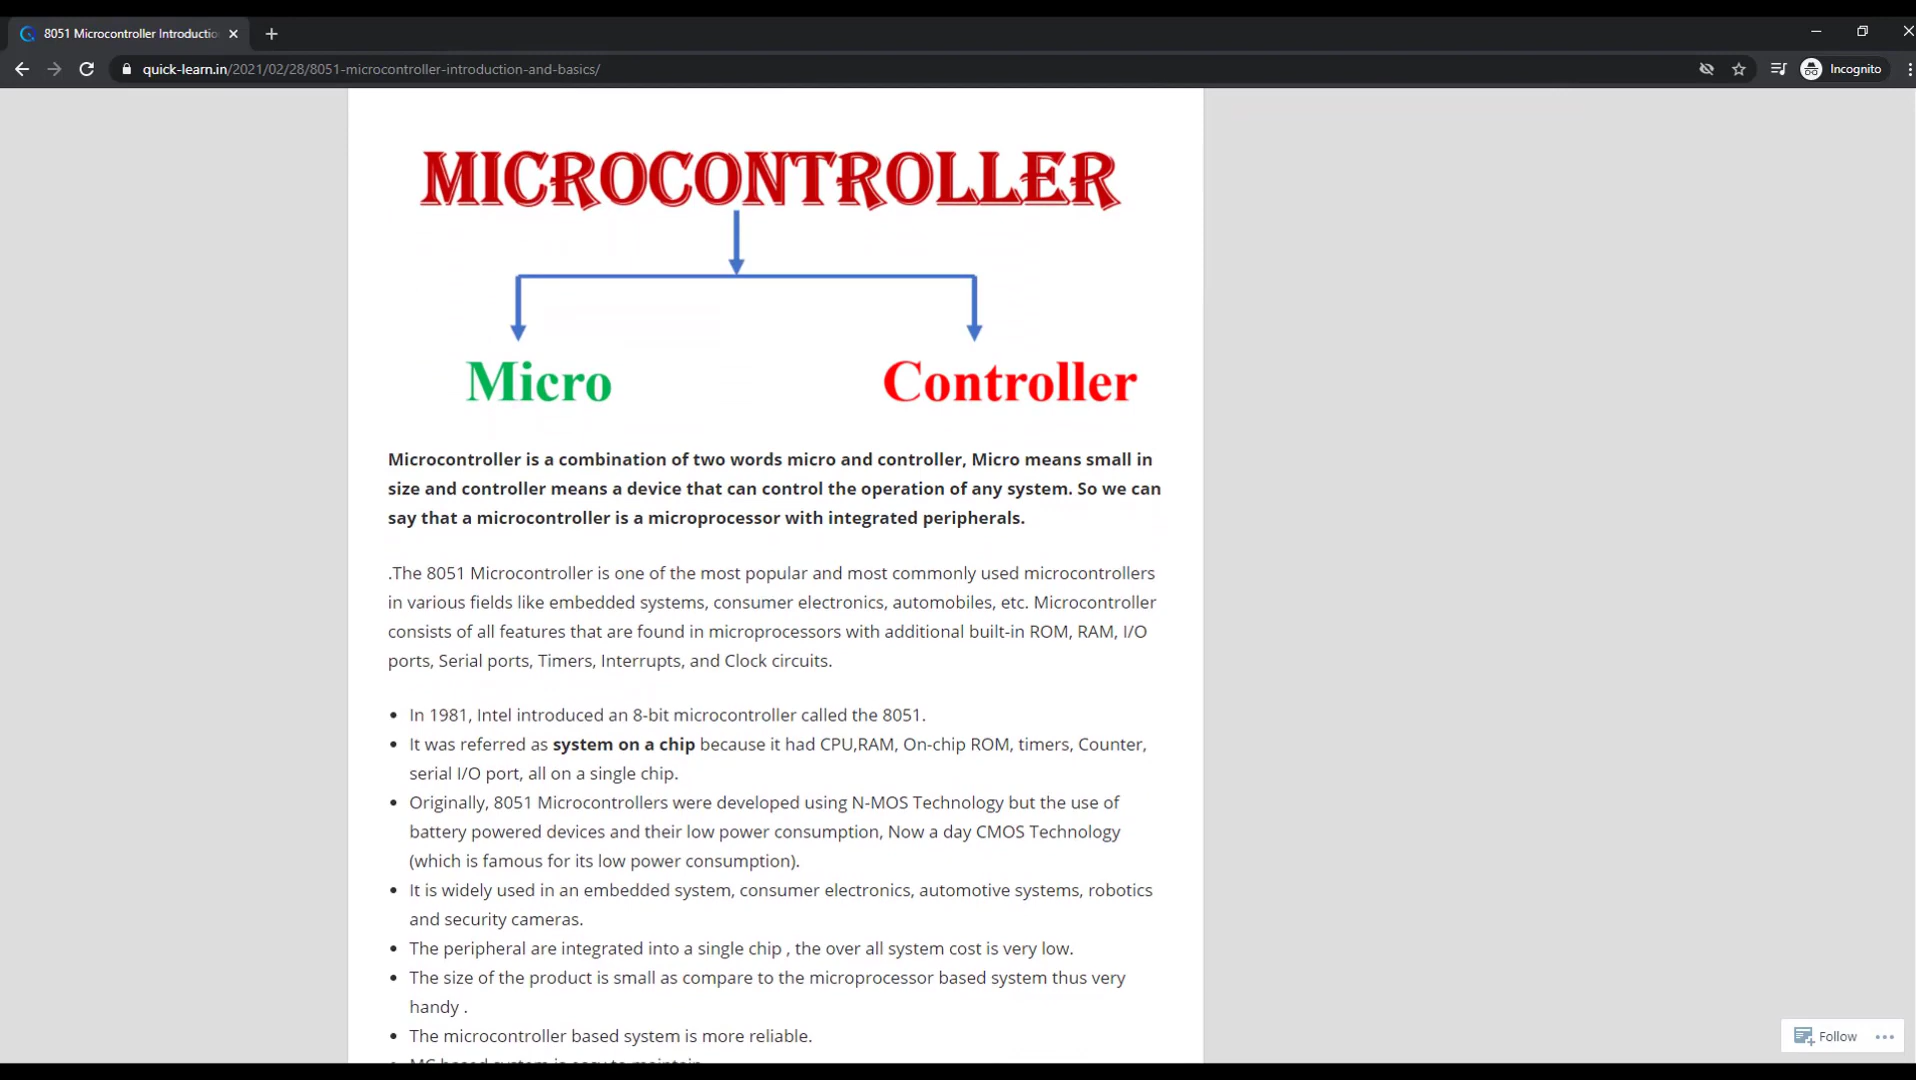 8051 Microcontroller Introductio
quick-learn.in/2021/02/28/8051-microcontroller-introduction-and-basics/
Incognito
MICROCONTROLLER
Micro
Controller
Microcontroller is a combination of two words micro and controller, Micro means small in
size and controller means a device that can control the operation of any system. So we can
say that a microcontroller is a microprocessor with integrated peripherals.
.The 8051 Microcontroller is one of the most popular and most commonly used microcontrollers
in various fields like embedded systems, consumer electronics, automobiles, etc. Microcontroller
consists of all features that are found in microprocessors with additional built-in ROM, RAM, I/O
ports, Serial ports, Timers, Interrupts, and Clock circuits.
• In 1981, Intel introduced an 8-bit microcontroller called the 8051.
• It was referred as system on a chip because it had CPU,RAM, On-chip ROM, timers, Counter,
serial I/O port, all on a single chip.
• Originally, 8051 Microcontrollers were developed using N-MOS Technology but the use of
battery powered devices and their low power consumption, Now a day CMOS Technology
(which is famous for its low power consumption).
• It is widely used in an embedded system, consumer electronics, automotive systems, robotics
and security cameras.
• The peripheral are integrated into a single chip , the over all system cost is very low.
• The size of the product is small as compare to the microprocessor based system thus very
handy .
• The microcontroller based system is more reliable.
• MC based system is easy to maintain
Follow